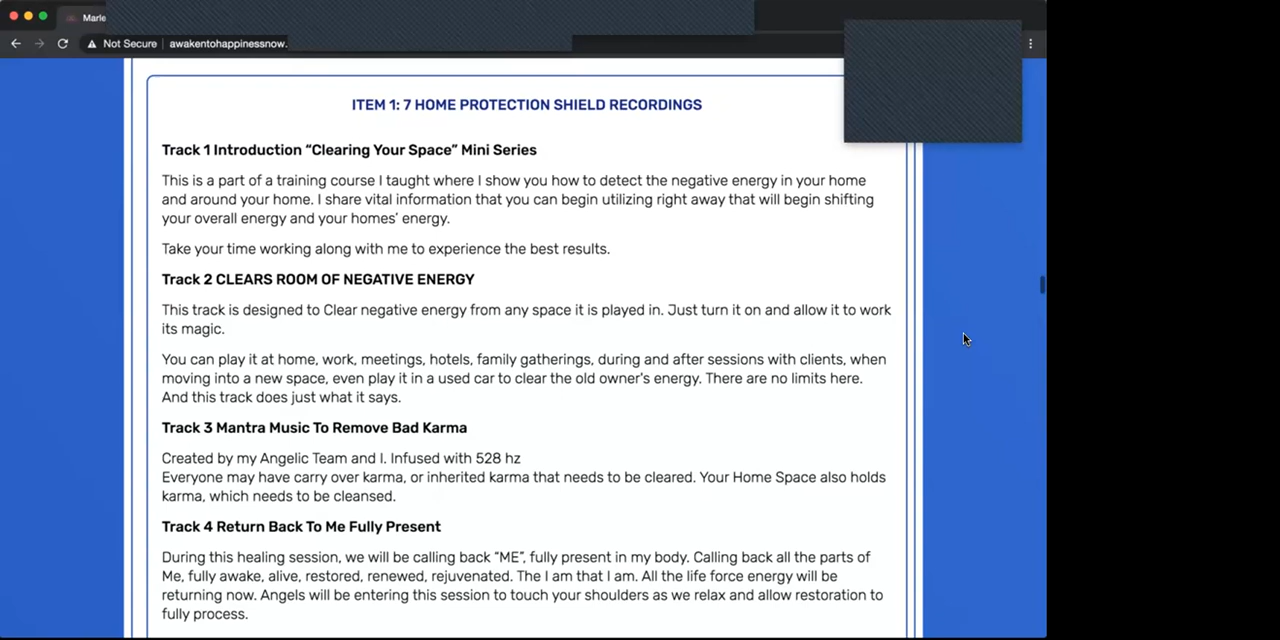 Marle
Not Secure | awakentohappinessnow.
ITEM 1: 7 HOME PROTECTION SHIELD RECORDINGS
Track 1 Introduction “Clearing Your Space” Mini Series
This is a part of a training course I taught where I show you how to detect the negative energy in your home
and around your home. I share vital information that you can begin utilizing right away that will begin shifting
your overall energy and your homes’ energy.
Take your time working along with me to experience the best results.
Track 2 CLEARS ROOM OF NEGATIVE ENERGY
This track is designed to Clear negative energy from any space it is played in. Just turn it on and allow it to work
its magic.
You can play it at home, work, meetings, hotels, family gatherings, during and after sessions with clients, when
moving into a new space, even play it in a used car to clear the old owner's energy. There are no limits here.
And this track does just what it says.
Track 3 Mantra Music To Remove Bad Karma
Created by my Angelic Team and I. Infused with 528 hz
Everyone may have carry over karma, or inherited karma that needs to be cleared. Your Home Space also holds
karma, which needs to be cleansed.
Track 4 Return Back To Me Fully Present
During this healing session, we will be calling back “ME”, fully present in my body. Calling back all the parts of
Me, fully awake, alive, restored, renewed, rejuvenated. The I am that I am. All the life force energy will be
returning now. Angels will be entering this session to touch your shoulders as we relax and allow restoration to
fully process.